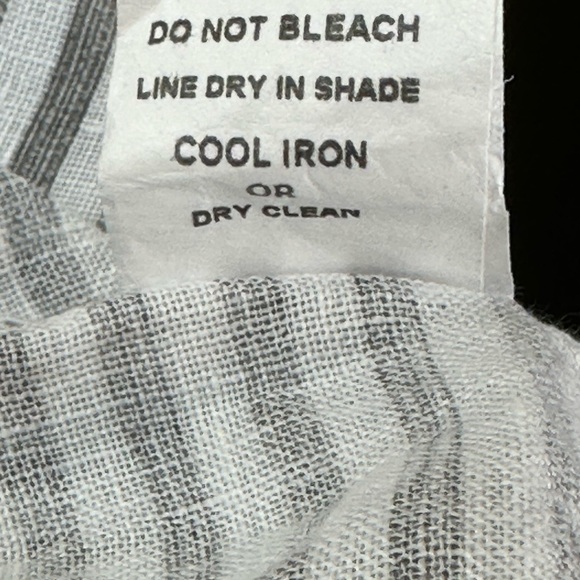 DO NOT BLEACH
LINE DRY IN SHADE
COOL IRON
OR
DRY CLEAN